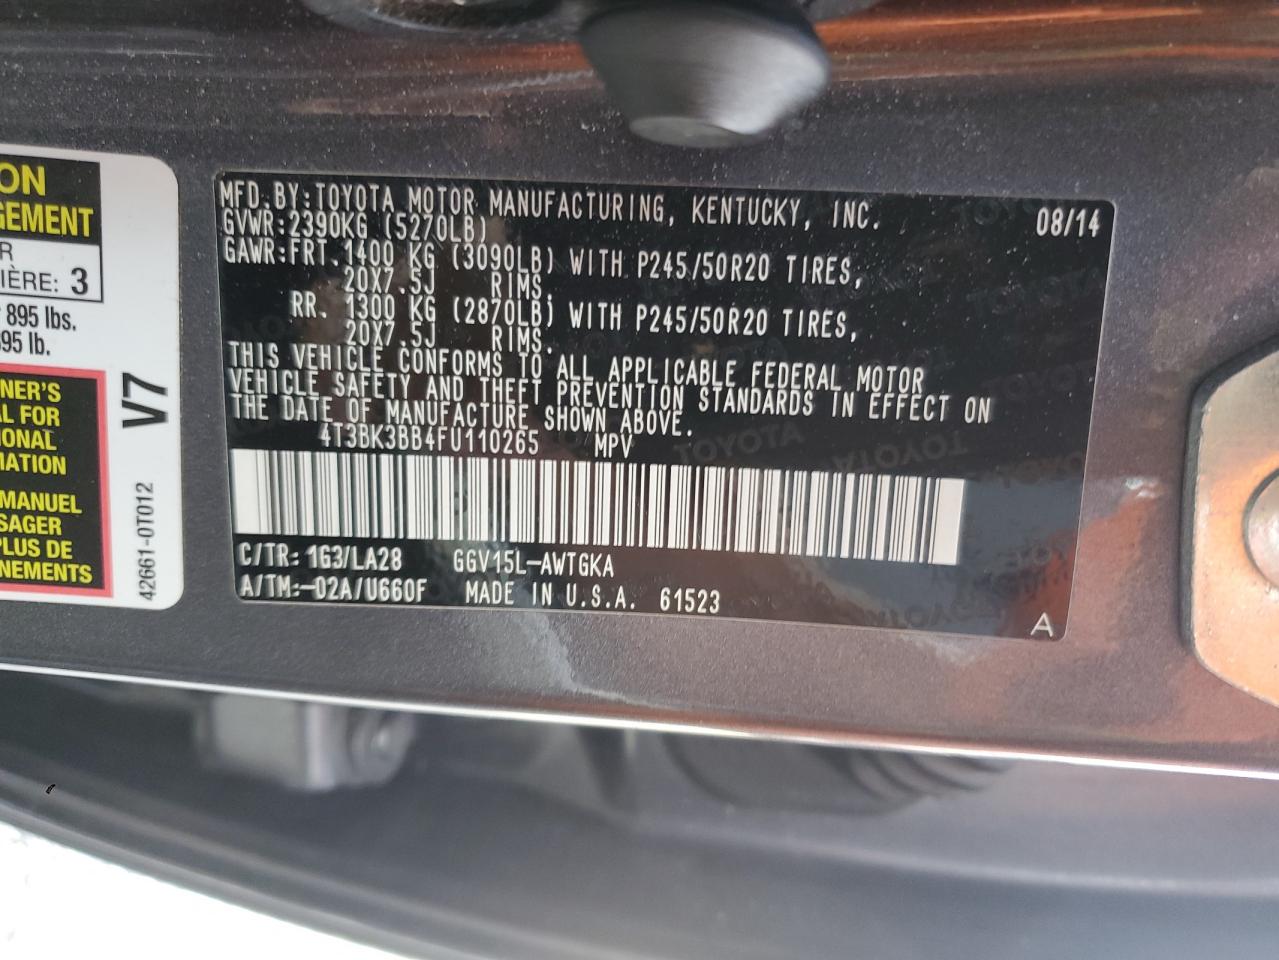 ON
GEMENT
R
IÈRE: 3
895 lbs.
895 lb.
NER'S
AL FOR
IONAL
MATION
MANUEL
SAGER
PLUS DE
NEMENTS
V7
42661-0T012
MFD.BY:TOYOTA MOTOR MANUFACTURING, KENTUCKY, INC. 08/14
GVWR:2390KG (5270LB)
GAWR:FRT.1400 KG (3090LB) WITH P245/50R20 TIRES,
20X7.5J RIMS,
RR. 1300 KG (2870LB) WITH P245/50R20 TIRES,
20X7.5J RIMS.
THIS VEHICLE CONFORMS TO ALL APPLICABLE FEDERAL MOTOR
VEHICLE SAFETY AND THEFT PREVENTION STANDARDS IN EFFECT ON
THE DATE OF MANUFACTURE SHOWN ABOVE.
4T3BK3BB4FU110265 MPV
C/TR: 1G3/LA28 GGV15L-AWTGKA
A/TM:-02A/U660F MADE IN U.S.A. 61523
A